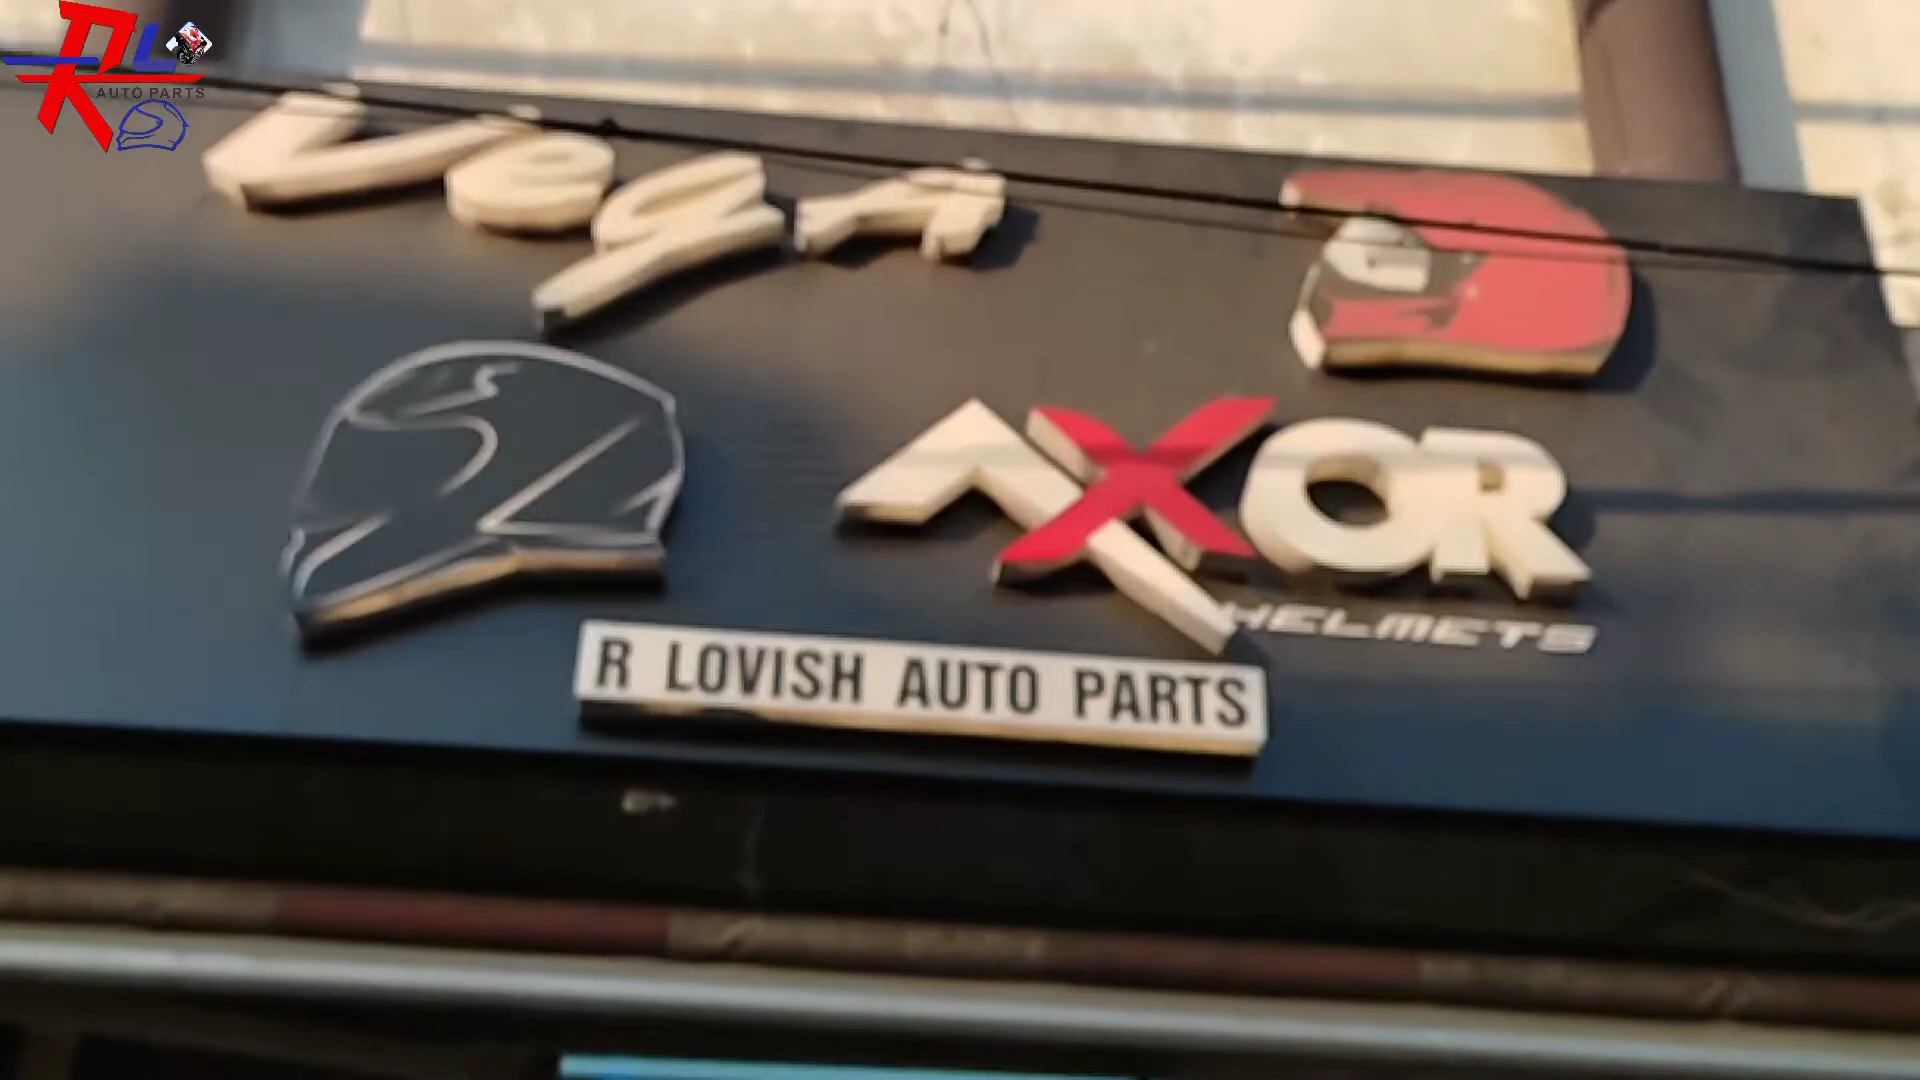 RL
AUTO PARTS
Vega
AXOR
HELMETS
R LOVISH AUTO PARTS